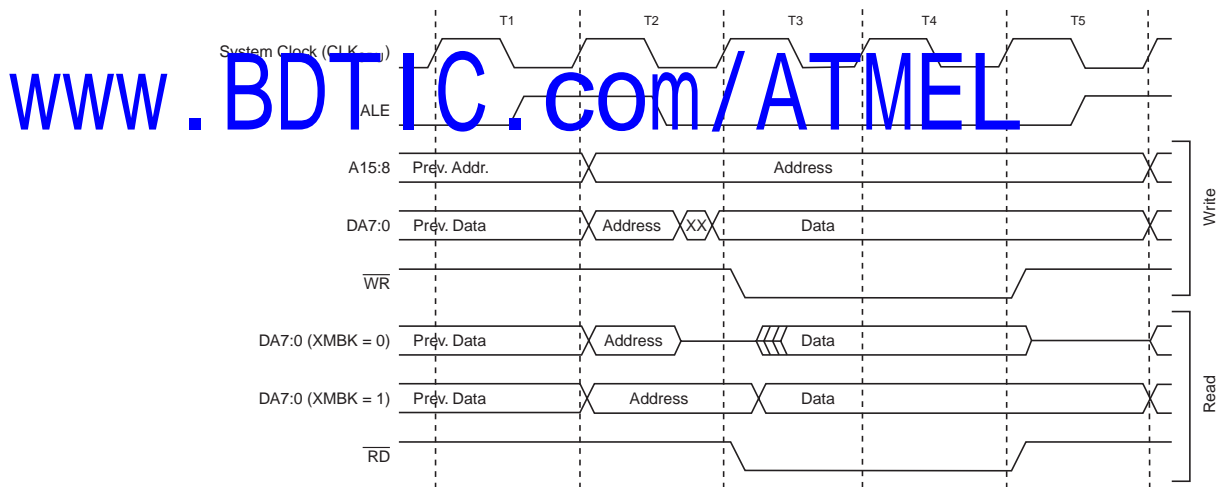 T1 T2 T3 T4 T5
System Clock (CLK
www.BDTIC.com/ATMEL
ALE
A15:8 Prev. Addr. Address
DA7:0 Prev. Data Address XX Data
WR
Write
DA7:0 (XMBK = 0) Prev. Data Address Data
DA7:0 (XMBK = 1) Prev. Data Address Data
RD
Read